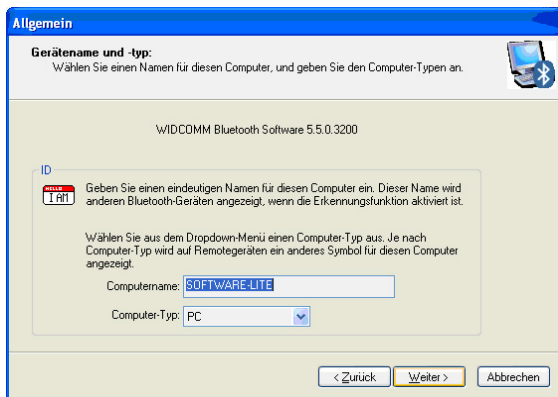 Allgemein
Gerätename und -typ:
Wählen Sie einen Namen für diesen Computer, und geben Sie den Computer-Typen an.
WIDCOMM Bluetooth Software 5.5.0.3200
ID
HELLO
I AM
Geben Sie einen eindeutigen Namen für diesen Computer ein. Dieser Name wird
anderen Bluetooth-Geräten angezeigt, wenn die Erkennungsfunktion aktiviert ist.
Wählen Sie aus dem Dropdown-Menü einen Computer-Typ aus. Je nach
Computer-Typ wird auf Remotegeräten ein anderes Symbol für diesen Computer
angezeigt.
Computername: SOFTWARE-LITE
Computer-Typ: PC
< Zurück Weiter > Abbrechen